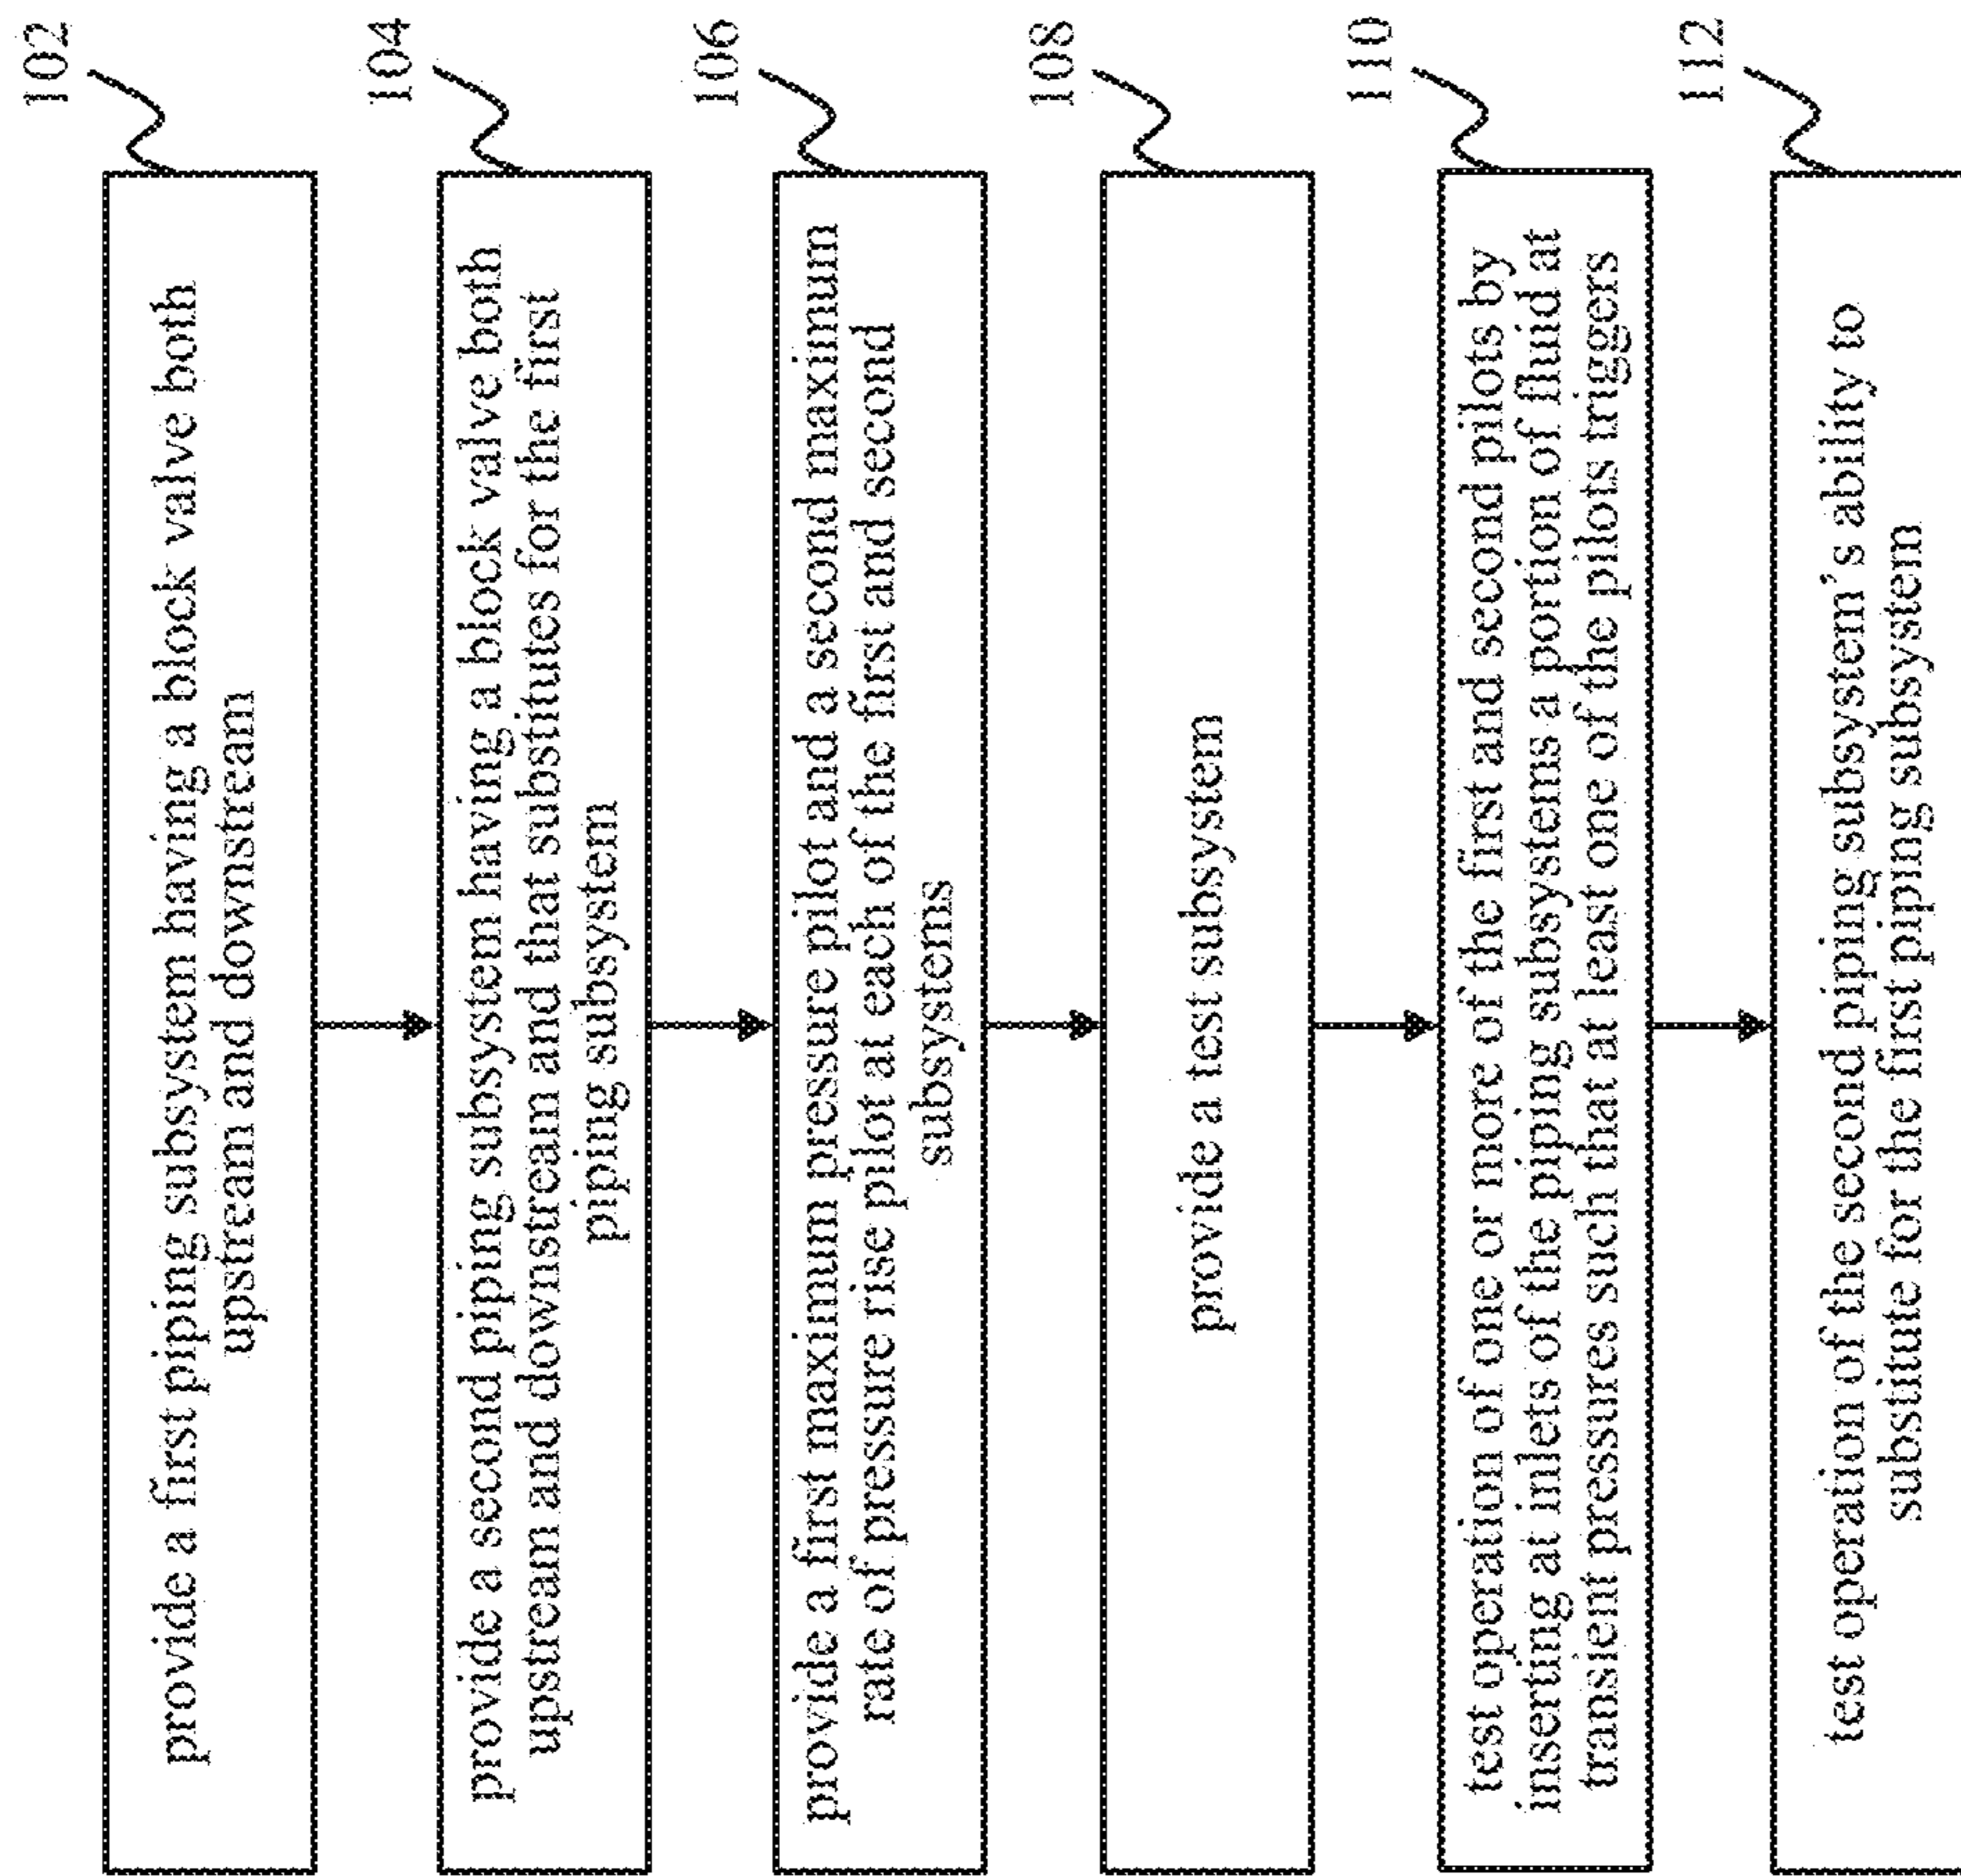 102
provide a first piping subsystem having a block valve both
upstream and downstream
104
provide a second piping subsystem having a block valve both
upstream and downstream and that substitutes for the first
piping subsystem
106
provide a first maximum pressure pilot and a second maximum
rate of pressure rise pilot at each of the first and second
subsystems
108
provide a test subsystem
110
test operation of one or more of the first and second pilots by
inserting at inlets of the piping subsystems a portion of fluid at
transient pressures such that at least one of the pilots triggers
112
test operation of the second piping subsystem's ability to
substitute for the first piping subsystem